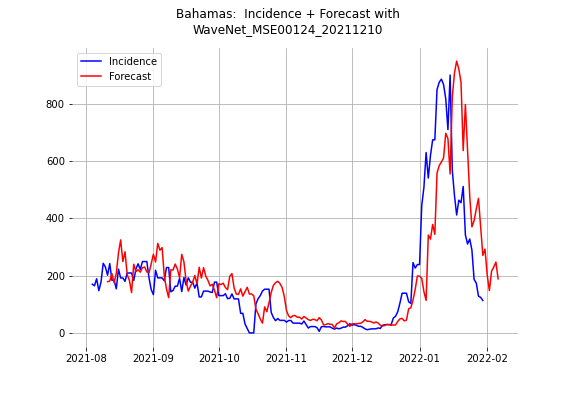 Bahamas:  Incidence + Forecast with
WaveNet_MSE00124_20211210
Incidence
Forecast
800
600
400
200
0
2021-08 2021-09 2021-10 2021-11 2021-12 2022-01 2022-02